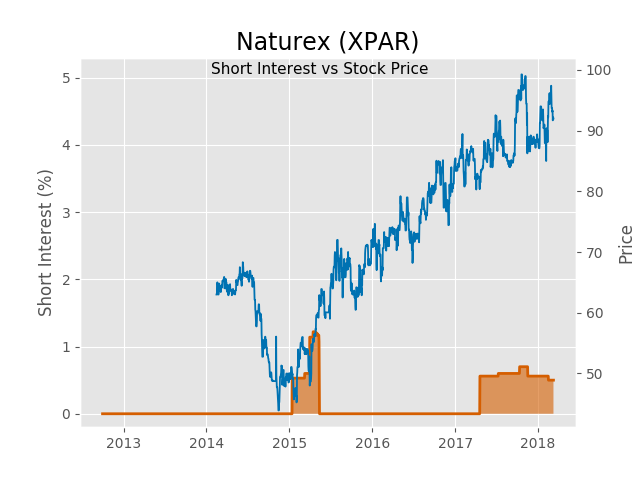 Naturex (XPAR)
Short Interest vs Stock Price
Short Interest (%)
5
4
3
2
1
0
100
90
80
70
60
50
Price
2013 2014 2015 2016 2017 2018